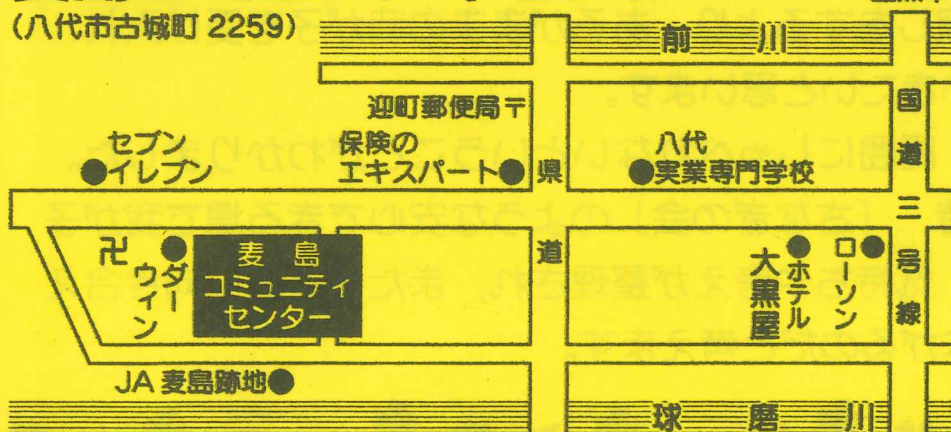 (八代市古城町 2259)
前川
迎町郵便局〒
セブン
イレブン
保険の
エキスパート
県道
八代
実業専門学校
国道三号線
卍
ダーウィン
麦島
コミュニティ
センター
ホテル
大黒屋
ローソン
JA 麦島跡地
球磨川